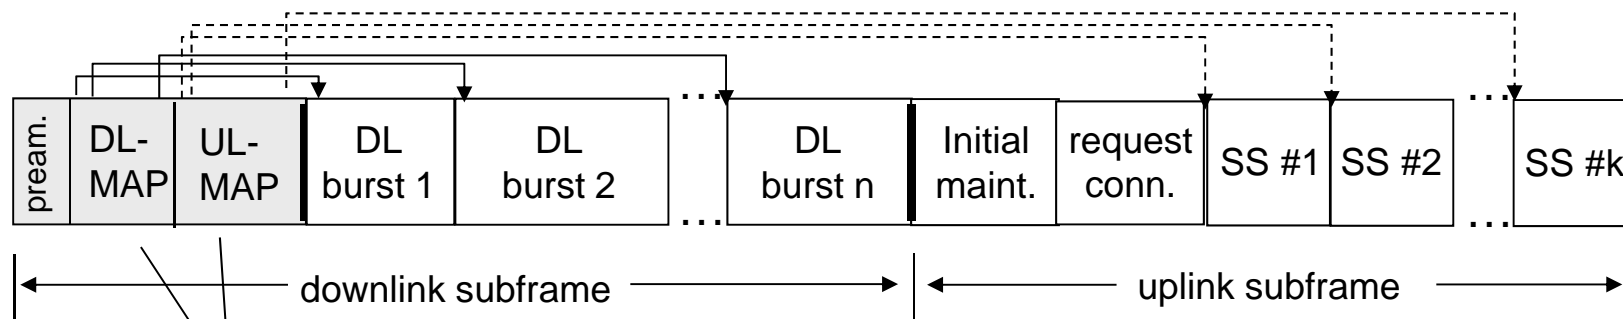 pream.
DL-
MAP
UL-
MAP
DL
burst 1
DL
burst 2
...
...
DL
burst n
Initial
maint.
request
conn.
SS #1
SS #2
...
...
SS #k
downlink subframe
uplink subframe